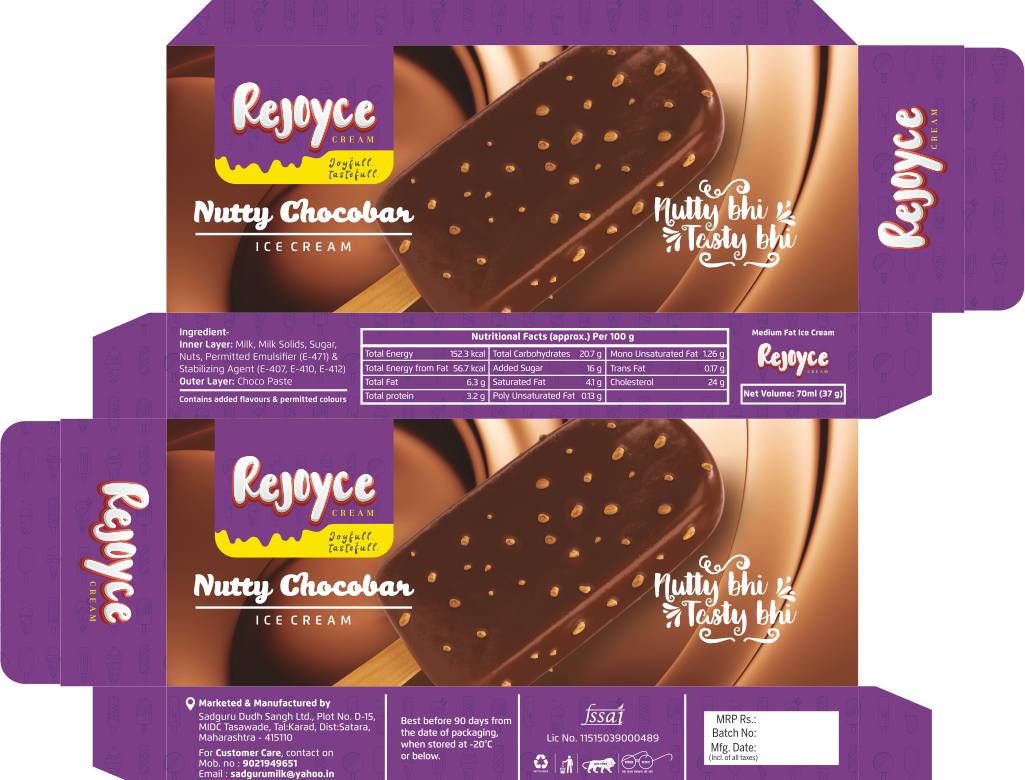 Rejoyce
CREAM
Joyfull.
tastefull.
Nutty Chocobar
ICE CREAM
Nutty bhi
Tasty bhi
Rejoyce
CREAM
Ingredient-
Inner Layer: Milk, Milk Solids, Sugar,
Nuts, Permitted Emulsifier (E-471) &
Stabilizing Agent (E-407, E-410, E-412)
Outer Layer: Choco Paste
Contains added flavours & permitted colours
Nutritional Facts (approx.) Per 100 g
Total Energy 152.3 kcal Total Carbohydrates 20.7 g Mono Unsaturated Fat 1.26 g
Total Energy from Fat 56.7 kcal Added Sugar 16 g Trans Fat 0.17 g
Total Fat 6.3 g Saturated Fat 4.1 g Cholesterol 24 g
Total protein 3.2 g Poly Unsaturated Fat 0.13 g
Medium Fat Ice Cream
Rejoyce
CREAM
Net Volume: 70ml (37 g)
Rejoyce
CREAM
Rejoyce
CREAM
Joyfull.
tastefull.
Nutty Chocobar
ICE CREAM
Nutty bhi
Tasty bhi
Marketed & Manufactured by
Sadguru Dudh Sangh Ltd., Plot No. D-15,
MIDC Tasawade, Tal:Karad, Dist:Satara,
Maharashtra - 415110
For Customer Care, contact on
Mob. no : 9021949651
Email : sadgurumilk@yahoo.in
Best before 90 days from
the date of packaging,
when stored at -20°C
or below.
fssai
Lic No. 11515039000489
MRP Rs.:
Batch No:
Mfg. Date:
(Incl. of all taxes)